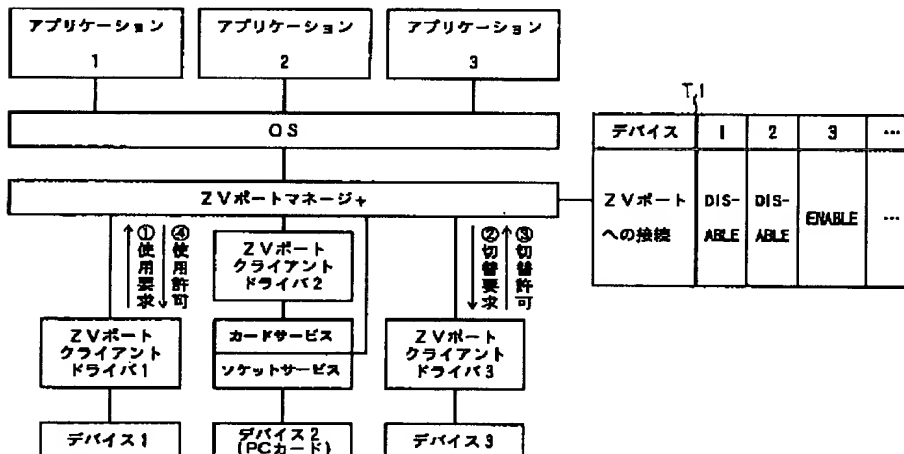 アプリケーション
1
アプリケーション
2
アプリケーション
3
OS
T1
デバイス 1 2 3 …
ZVポート
への接続
DIS-
ABLE
DIS-
ABLE
ENABLE
…
ZVポートマネージャ
①使用要求
④使用許可
ZVポート
クライアント
ドライバ2
②切替要求
③切替許可
ZVポート
クライアント
ドライバ1
カードサービス
ソケットサービス
ZVポート
クライアント
ドライバ3
デバイス1
デバイス2
(PCカード)
デバイス3